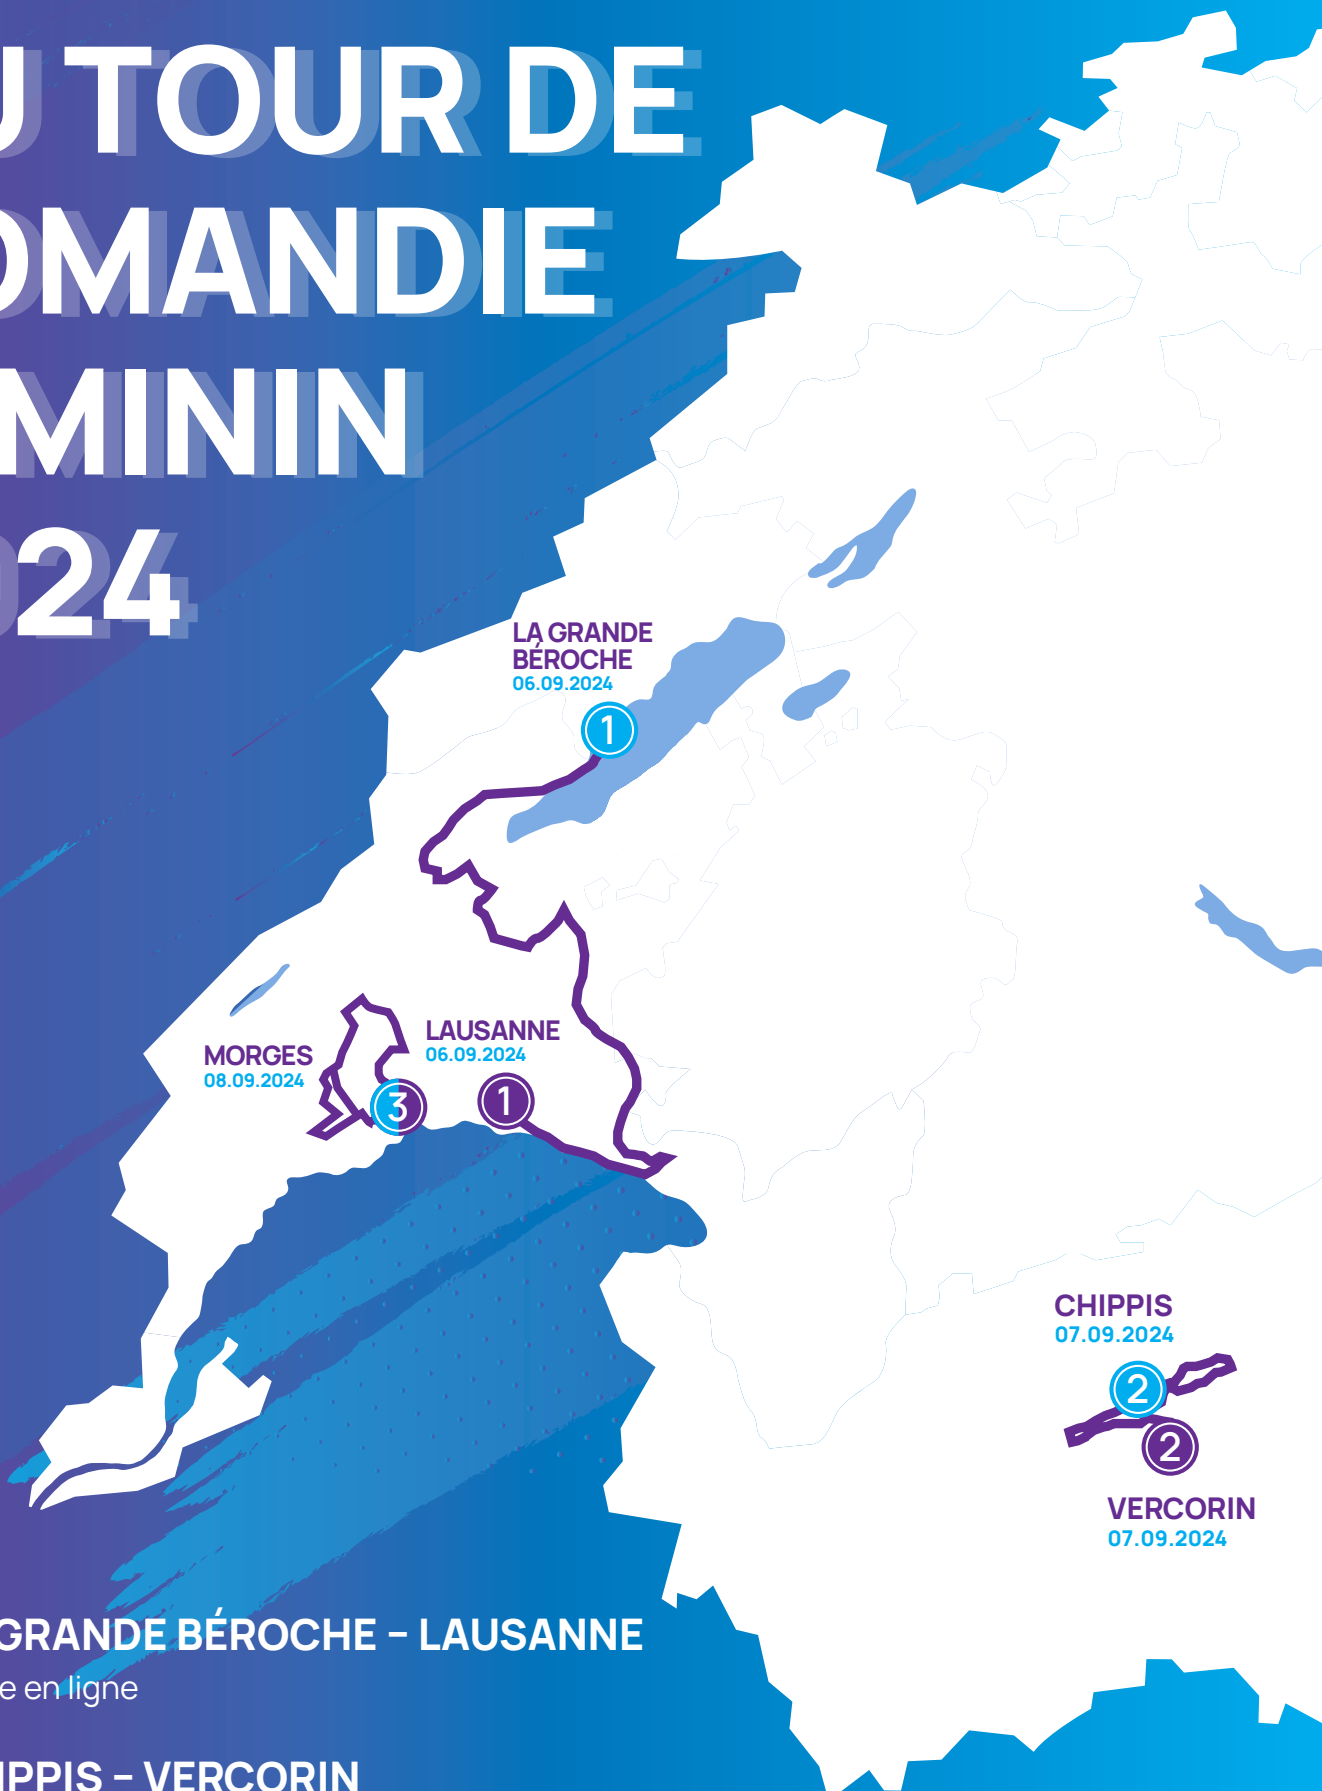 U TOUR DE
OMANDIE
MININ
024
LA GRANDE
BÉROCHE
06.09.2024
1
LAUSANNE
06.09.2024
1
MORGES
08.09.2024
3
CHIPPIS
07.09.2024
2
2
VERCORIN
07.09.2024
GRANDE BÉROCHE – LAUSANNE
e en ligne
IPPIS – VERCORIN